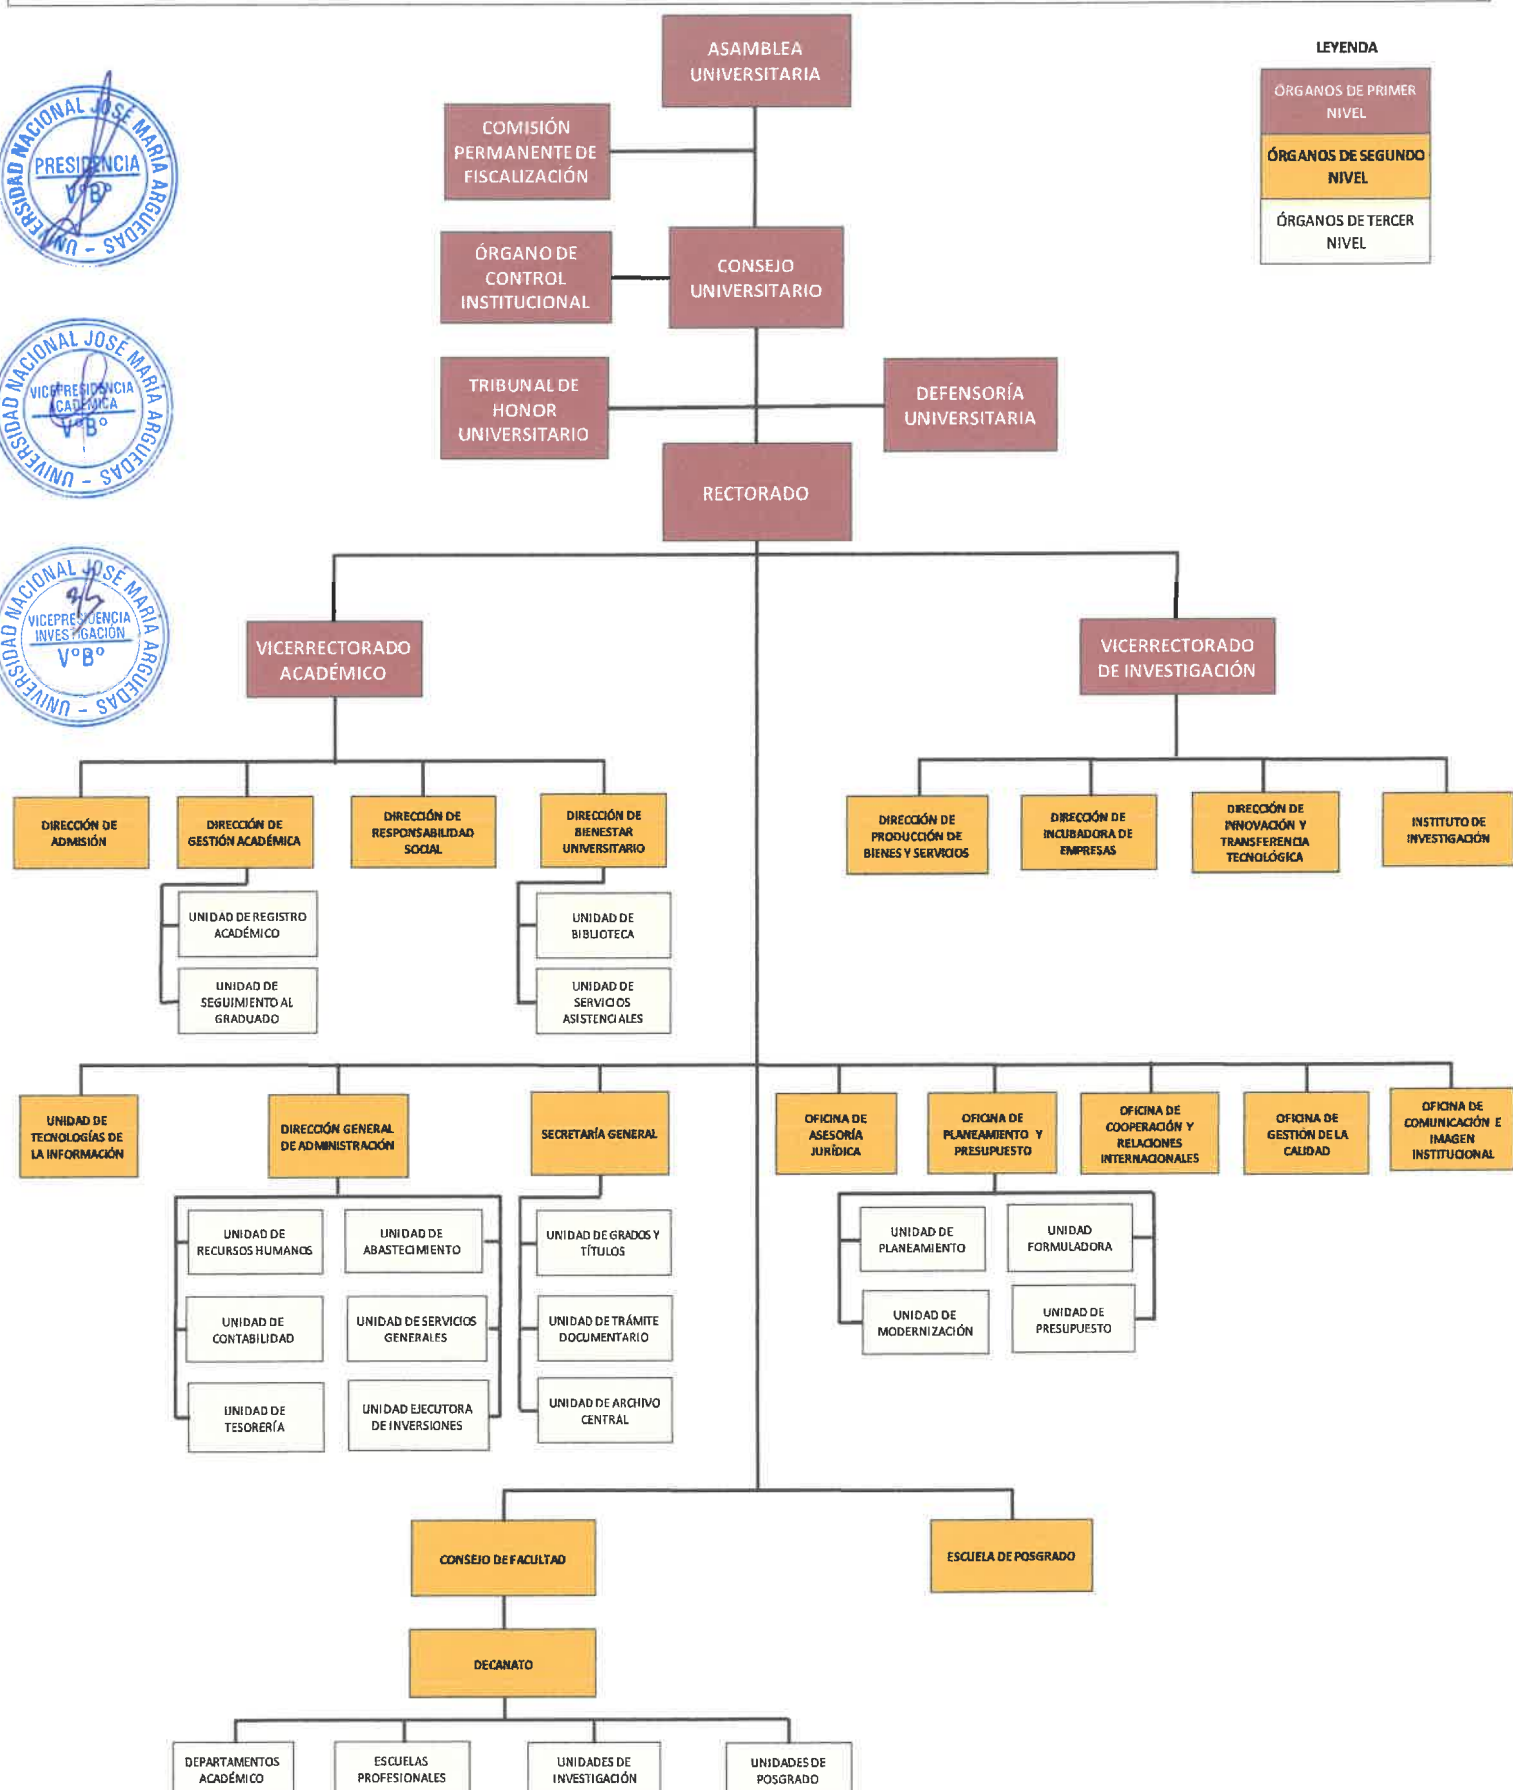 ASAMBLEA
UNIVERSITARIA
LEYENDA
ÓRGANOS DE PRIMER
NIVEL
ÓRGANOS DE SEGUNDO
NIVEL
ÓRGANOS DE TERCER
NIVEL
COMISIÓN
PERMANENTE DE
FISCALIZACIÓN
UNIVERSIDAD NACIONAL JOSÉ MARÍA ARGUEDAS -
PRESIDENCIA
V°B°
ÓRGANO DE
CONTROL
INSTITUCIONAL
CONSEJO
UNIVERSITARIO
UNIVERSIDAD NACIONAL JOSÉ MARÍA ARGUEDAS -
VICEPRESIDENCIA
ACADÉMICA
V°B°
TRIBUNAL DE
HONOR
UNIVERSITARIO
DEFENSORÍA
UNIVERSITARIA
RECTORADO
UNIVERSIDAD NACIONAL JOSÉ MARÍA ARGUEDAS -
VICEPRESIDENCIA
INVESTIGACIÓN
V°B°
VICERRECTORADO
ACADÉMICO
VICERRECTORADO
DE INVESTIGACIÓN
DIRECCIÓN DE
ADMISIÓN
DIRECCIÓN DE
GESTIÓN ACADÉMICA
DIRECCIÓN DE
RESPONSABILIDAD
SOCIAL
DIRECCIÓN DE
BIENESTAR
UNIVERSITARIO
DIRECCIÓN DE
PRODUCCIÓN DE
BIENES Y SERVICIOS
DIRECCIÓN DE
INCUBADORA DE
EMPRESAS
DIRECCIÓN DE
INNOVACIÓN Y
TRANSFERENCIA
TECNOLÓGICA
INSTITUTO DE
INVESTIGACIÓN
UNIDAD DE REGISTRO
ACADÉMICO
UNIDAD DE
SEGUIMIENTO AL
GRADUADO
UNIDAD DE
BIBLIOTECA
UNIDAD DE
SERVICIOS
ASISTENCIALES
UNIDAD DE
TECNOLOGÍAS DE
LA INFORMACIÓN
DIRECCIÓN GENERAL
DE ADMINISTRACIÓN
SECRETARÍA GENERAL
OFICINA DE
ASESORÍA
JURÍDICA
OFICINA DE
PLANEAMIENTO Y
PRESUPUESTO
OFICINA DE
COOPERACIÓN Y
RELACIONES
INTERNACIONALES
OFICINA DE
GESTIÓN DE LA
CALIDAD
OFICINA DE
COMUNICACIÓN E
IMAGEN
INSTITUCIONAL
UNIDAD DE
RECURSOS HUMANOS
UNIDAD DE
ABASTECIMIENTO
UNIDAD DE
CONTABILIDAD
UNIDAD DE SERVICIOS
GENERALES
UNIDAD DE
TESORERÍA
UNIDAD EJECUTORA
DE INVERSIONES
UNIDAD DE GRADOS Y
TÍTULOS
UNIDAD DE TRÁMITE
DOCUMENTARIO
UNIDAD DE ARCHIVO
CENTRAL
UNIDAD DE
PLANEAMIENTO
UNIDAD
FORMULADORA
UNIDAD DE
MODERNIZACIÓN
UNIDAD DE
PRESUPUESTO
CONSEJO DE FACULTAD
ESCUELA DE POSGRADO
DECANATO
DEPARTAMENTOS
ACADÉMICO
ESCUELAS
PROFESIONALES
UNIDADES DE
INVESTIGACIÓN
UNIDADES DE
POSGRADO